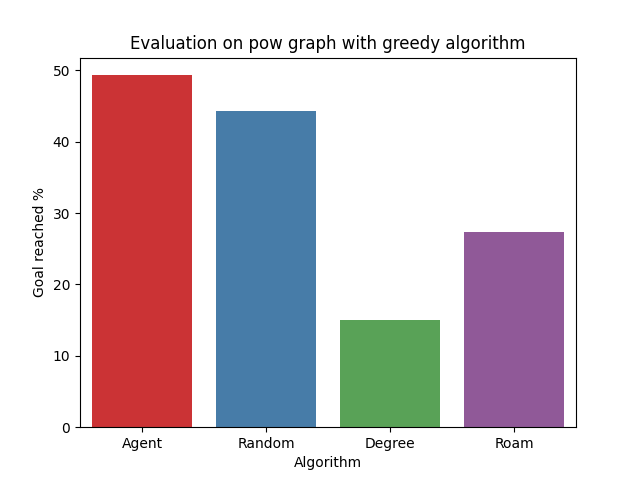 Evaluation on pow graph with greedy algorithm
Goal reached %
50
40
30
20
10
0
Agent Random Degree Roam
Algorithm